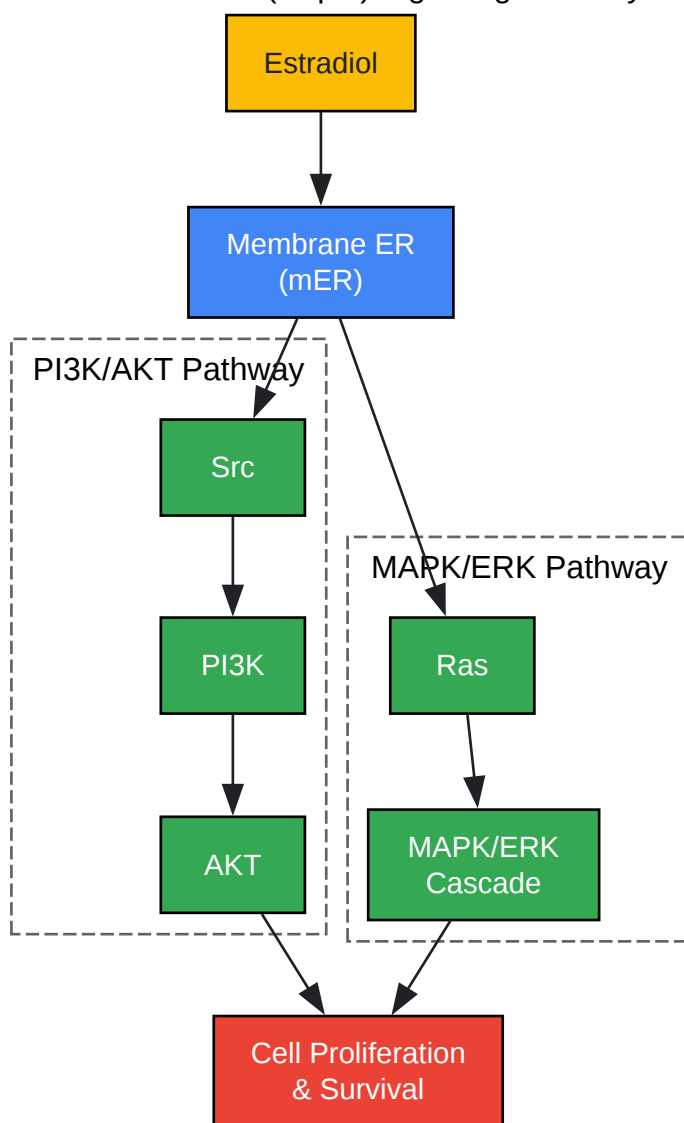 Estradiol
Membrane ER
(mER)
PI3K/AKT Pathway
Src
MAPK/ERK Pathway
PI3K
Ras
AKT
MAPK/ERK
Cascade
Cell Proliferation
& Survival